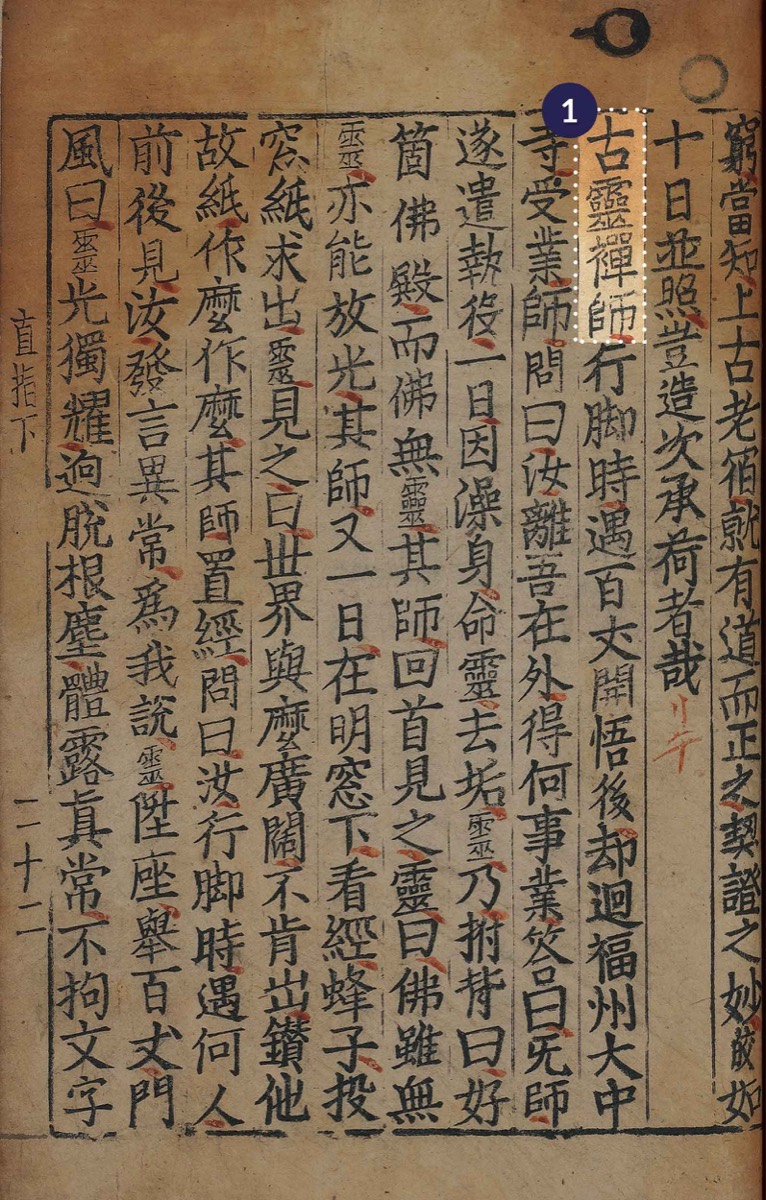 窮當知上古老宿就有道而正之契證之妙皎如
十日並照豈造次承荷者哉
古靈禪師行脚時遇百丈開悟後却迴福州大中
寺受業師問曰汝離吾在外得何事業答曰旡師
遂遣執役一日因澡身命靈去垢靈乃拊背曰好
箇佛殿而佛無靈其師回首見之靈曰佛雖無
靈亦能放光其師又一日在明窓下看經蜂子投
窓紙求出靈見之曰世界與麽廣闊不肯出鑽他
故紙作麽作麽其師置經問曰汝行脚時遇何人
前後見汝發言異常爲我說靈陞座舉百丈門
風曰靈光獨耀逈脫根塵體露眞常不拘文字
直指下
二十二
1